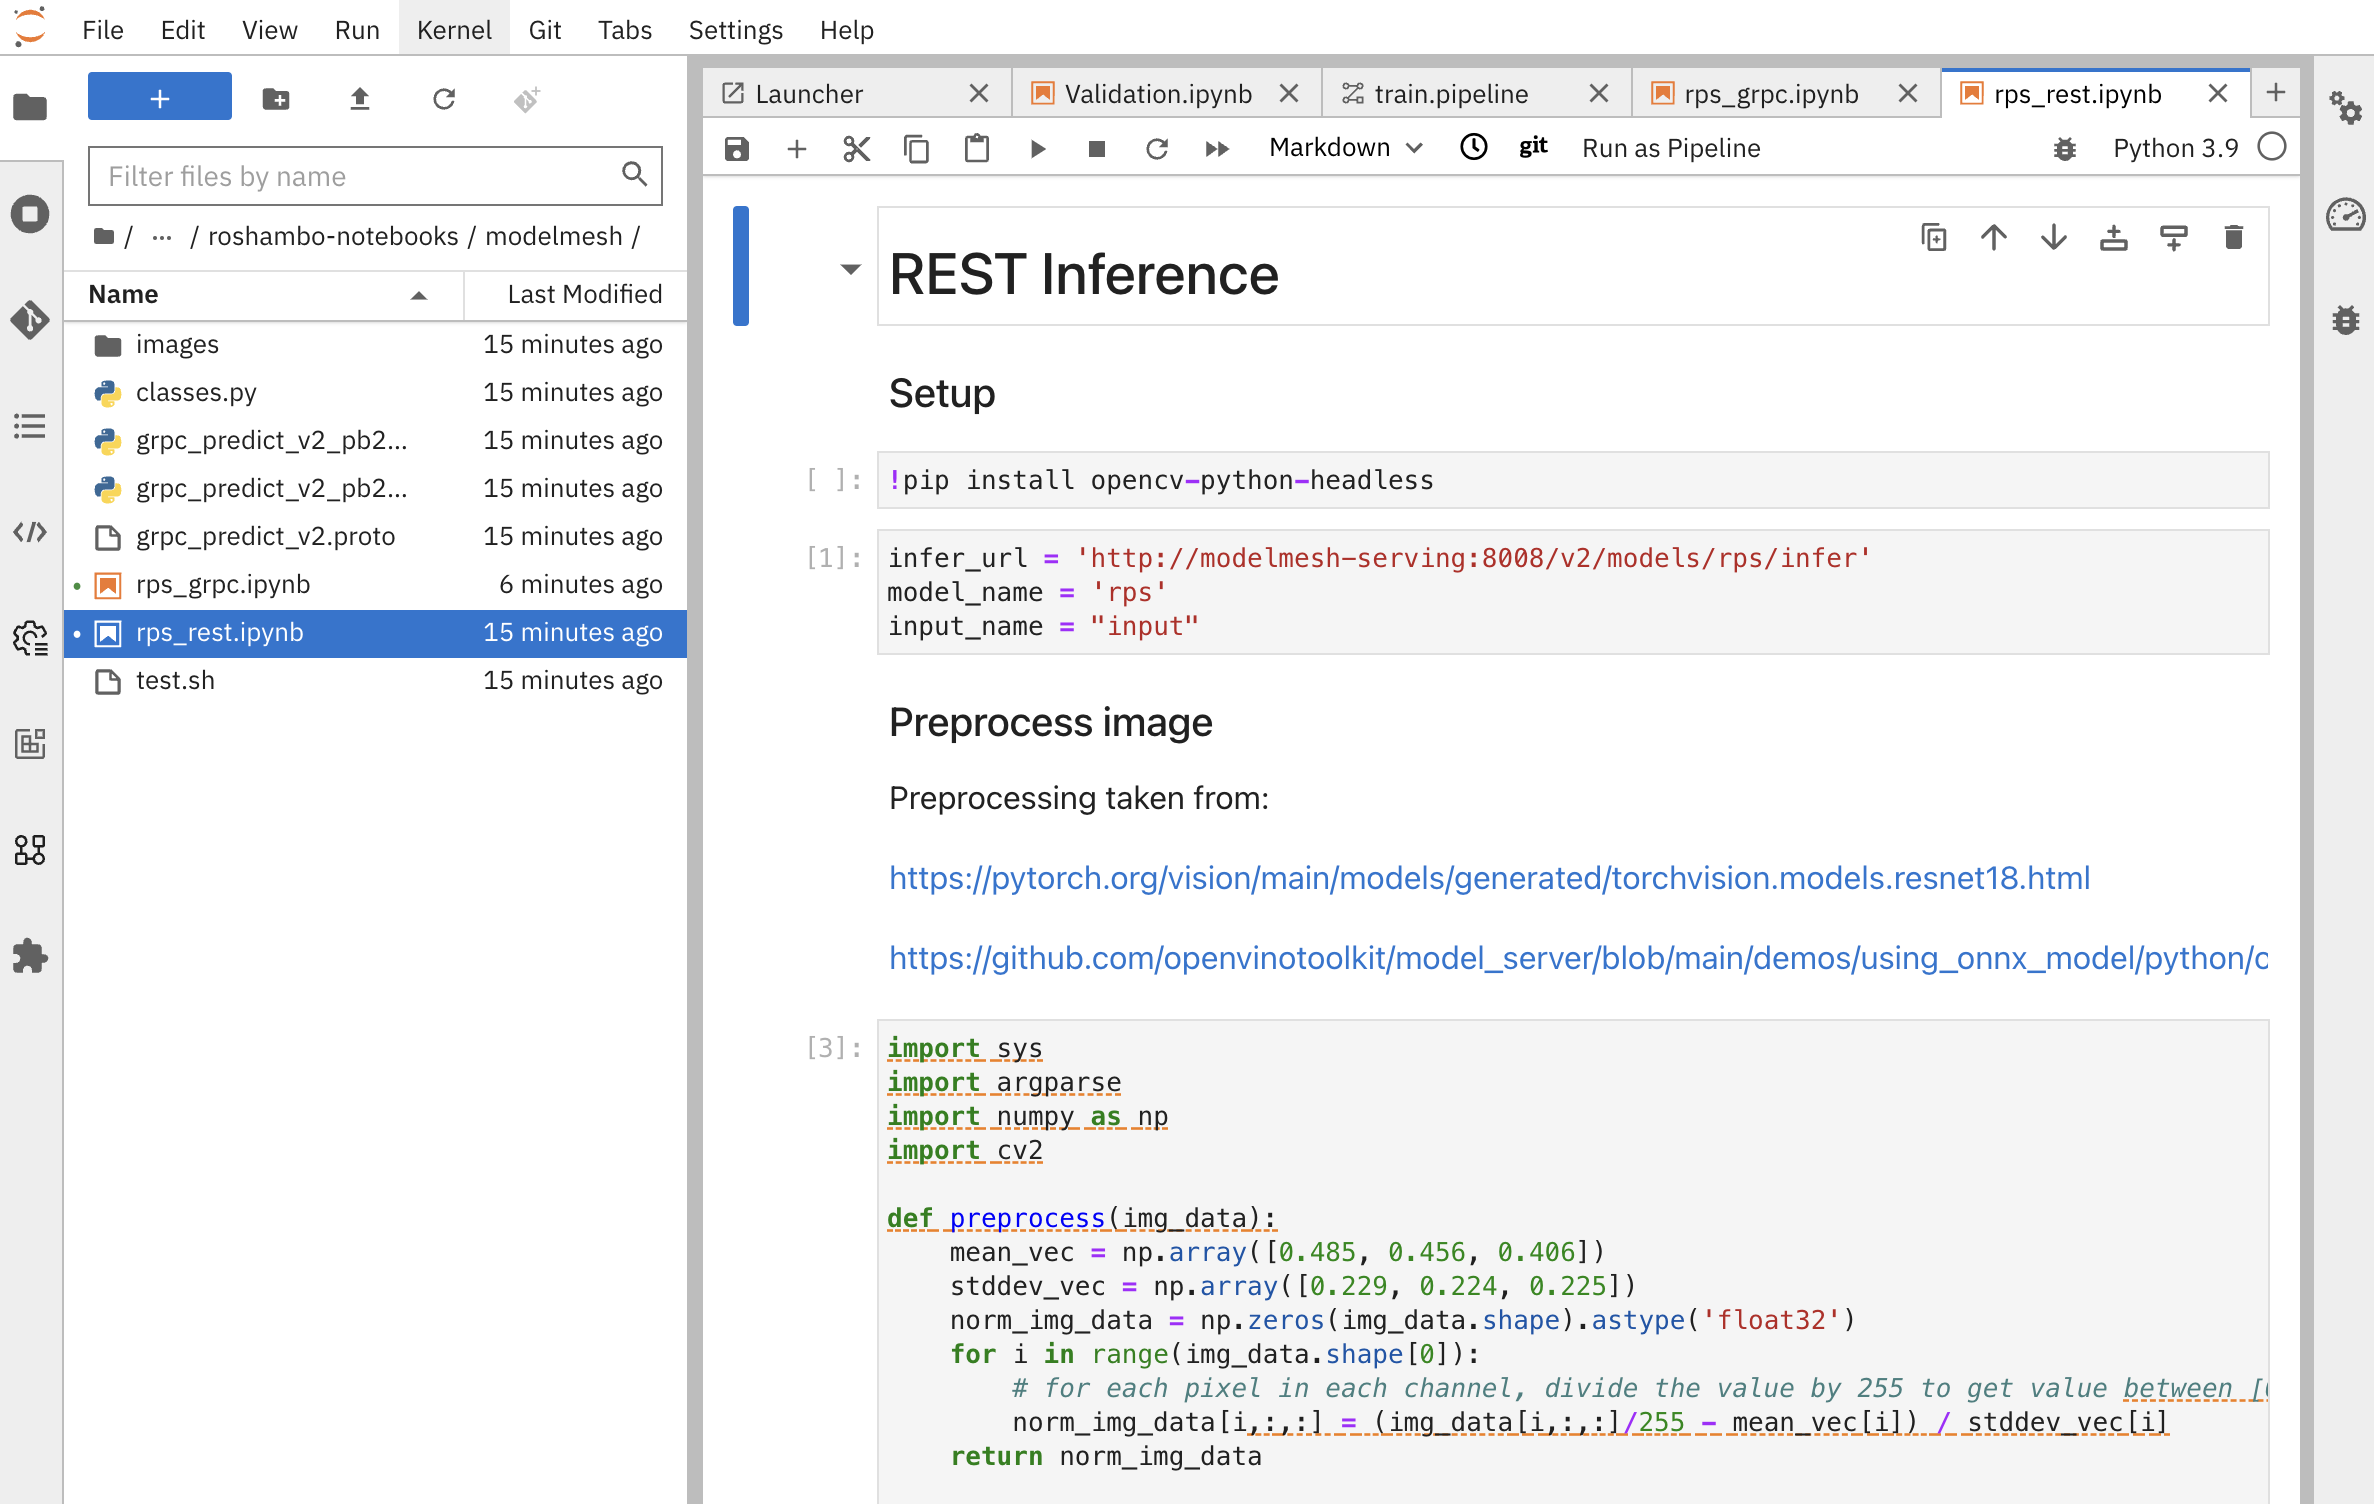 File Edit View Run Kernel Git Tabs Settings Help
+
Filter files by name
/ ... / roshambo-notebooks / modelmesh /
Name Last Modified
images 15 minutes ago
classes.py 15 minutes ago
grpc_predict_v2_pb2... 15 minutes ago
grpc_predict_v2_pb2... 15 minutes ago
grpc_predict_v2.proto 15 minutes ago
rps_grpc.ipynb 6 minutes ago
rps_rest.ipynb 15 minutes ago
test.sh 15 minutes ago
Launcher Validation.ipynb train.pipeline rps_grpc.ipynb rps_rest.ipynb
Markdown git Run as Pipeline Python 3.9
REST Inference
Setup
[ ]: !pip install opencv-python-headless
[1]: infer_url = 'http://modelmesh-serving:8008/v2/models/rps/infer'
model_name = 'rps'
input_name = "input"
Preprocess image
Preprocessing taken from:
https://pytorch.org/vision/main/models/generated/torchvision.models.resnet18.html
https://github.com/openvinotoolkit/model_server/blob/main/demos/using_onnx_model/python/
[3]: import sys
import argparse
import numpy as np
import cv2
def preprocess(img_data):
    mean_vec = np.array([0.485, 0.456, 0.406])
    stddev_vec = np.array([0.229, 0.224, 0.225])
    norm_img_data = np.zeros(img_data.shape).astype('float32')
    for i in range(img_data.shape[0]):
        # for each pixel in each channel, divide the value by 255 to get value between [
        norm_img_data[i,:,:] = (img_data[i,:,:]/255 - mean_vec[i]) / stddev_vec[i]
    return norm_img_data